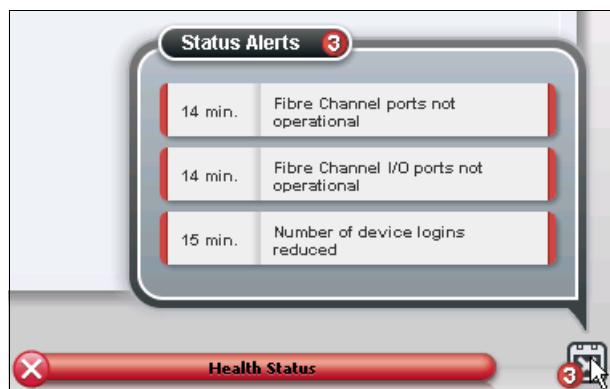 Status Alerts 3
14 min.
Fibre Channel ports not
operational
14 min.
Fibre Channel I/O ports not
operational
15 min.
Number of device logins
reduced
Health Status
3